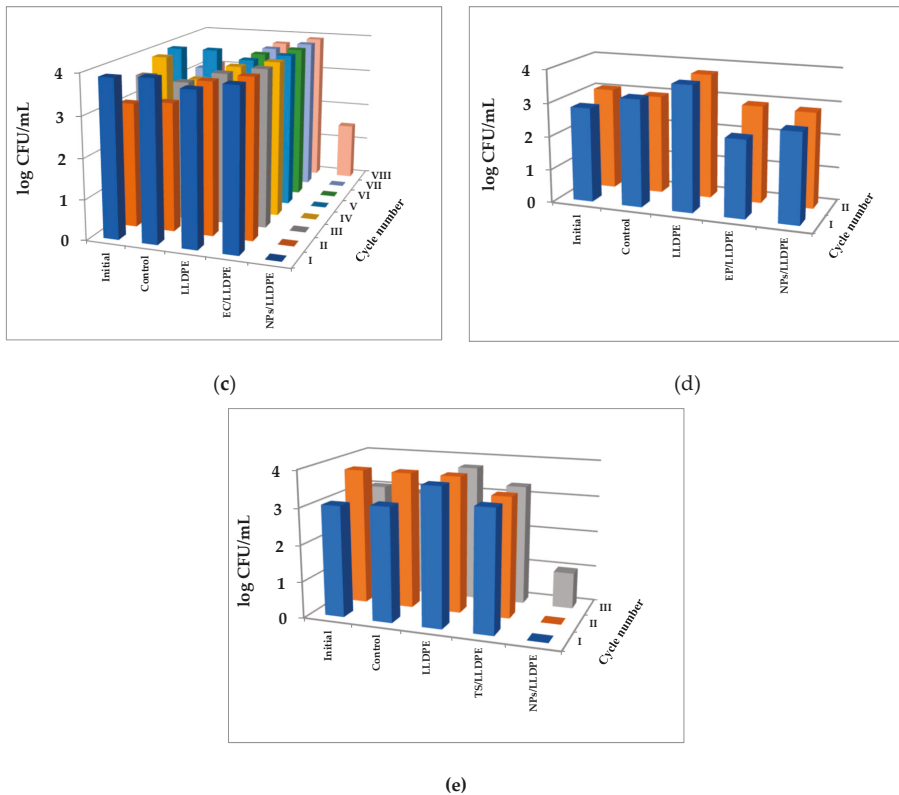 log CFU/mL
4
3
2
1
0
Initial
Control
LLDPE
EC/LLDPE
NPs/LLDPE
I
II
III
IV
V
VI
VII
VIII
Cycle number
(c)
log CFU/mL
4
3
2
1
0
Initial
Control
LLDPE
EP/LLDPE
NPs/LLDPE
I
II
Cycle number
(d)
log CFU/mL
4
3
2
1
0
Initial
Control
LLDPE
TS/LLDPE
NPs/LLDPE
I
II
III
Cycle number
(e)